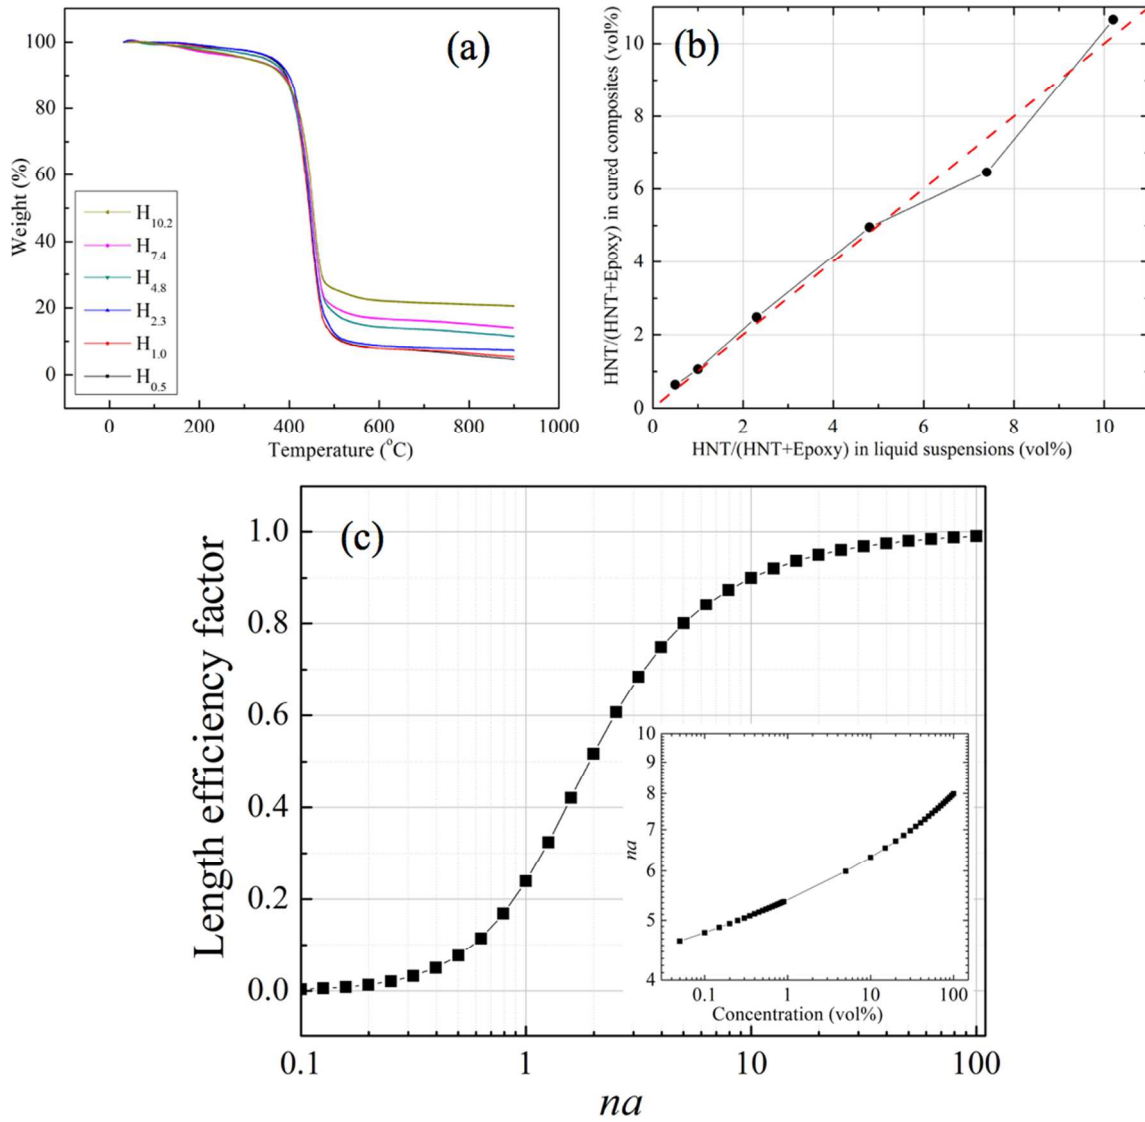 (a)
100
80
60
40
20
0
Weight (%)
H10.2
H7.4
H4.8
H2.3
H1.0
H0.5
0 200 400 600 800 1000
Temperature (oC)
(b)
10
8
6
4
2
0
HNT/(HNT+Epoxy) in cured composites (vol%)
0 2 4 6 8 10
HNT/(HNT+Epoxy) in liquid suspensions (vol%)
(c)
1.0
0.8
0.6
0.4
0.2
0.0
Length efficiency factor
0.1 1 10 100
na
10
9
8
7
6
5
4
na
0.1 1 10 100
Concentration (vol%)